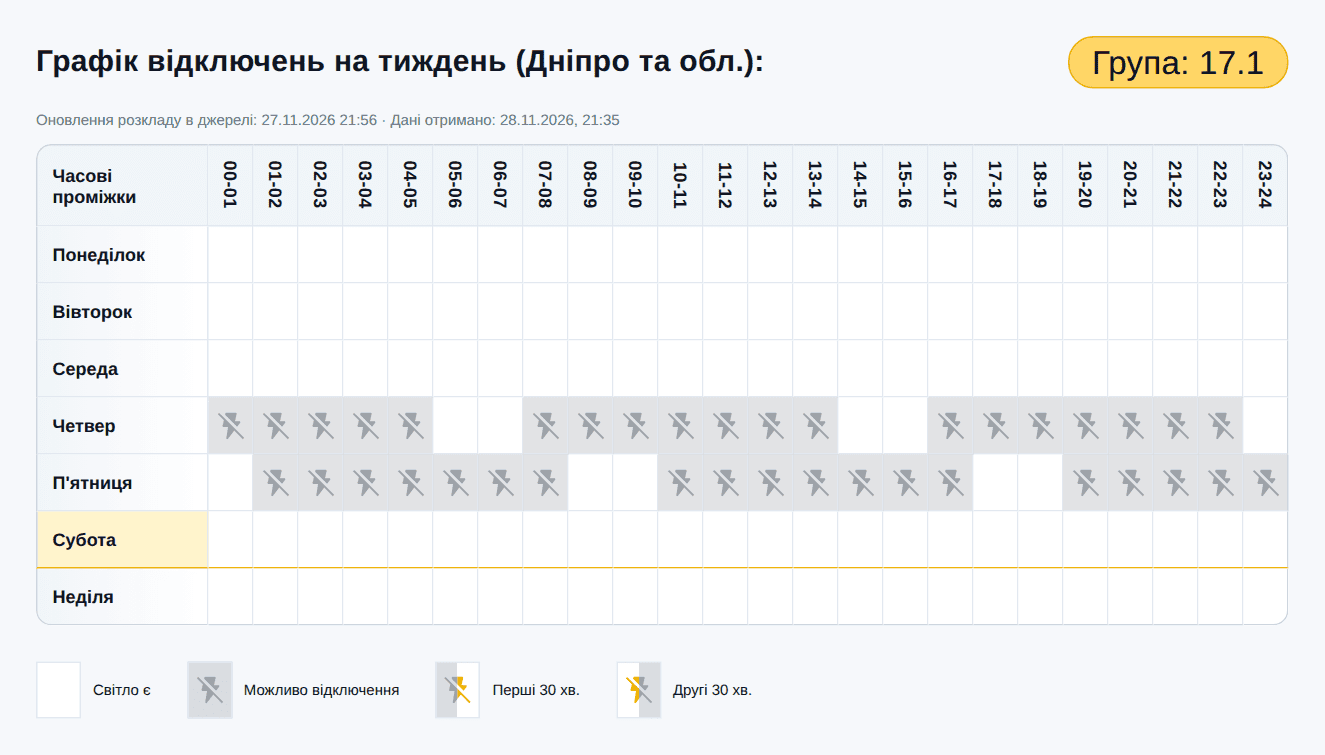 Графік відключень на тиждень (Дніпро та обл.):
Група: 17.1
Оновлення розкладу в джерелі: 27.11.2026 21:56 · Дані отримано: 28.11.2026, 21:35
Часові
проміжки
00-01 01-02 02-03 03-04 04-05 05-06 06-07 07-08 08-09 09-10 10-11 11-12 12-13 13-14 14-15 15-16 16-17 17-18 18-19 19-20 20-21 21-22 22-23 23-24
Понеділок
Вівторок
Середа
Четвер
П'ятниця
Субота
Неділя
Світло є Можливо відключення Перші 30 хв. Другі 30 хв.